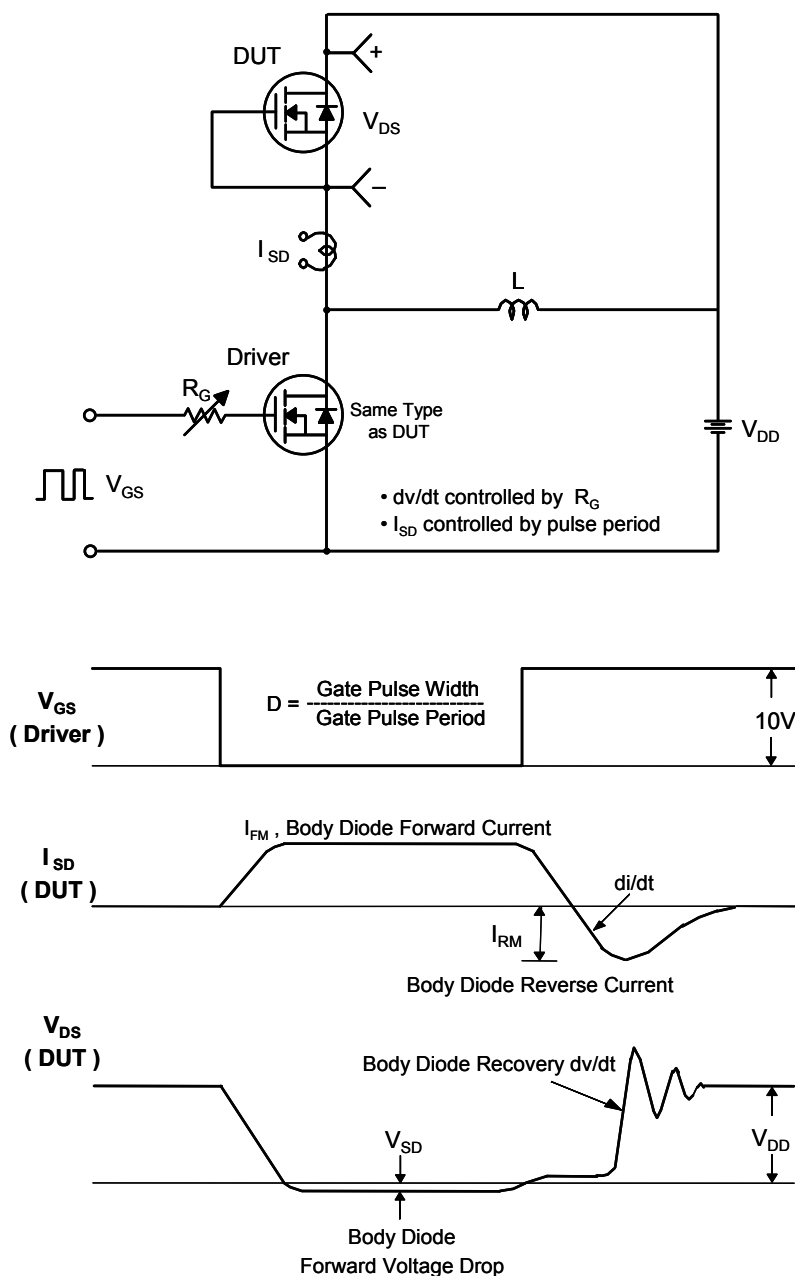 DUT
+
V_DS
−
I_SD
L
Driver
R_G
Same Type
as DUT
V_DD
V_GS
• dv/dt controlled by R_G
• I_SD controlled by pulse period
V_GS
( Driver )
D = Gate Pulse Width
--------------------------
Gate Pulse Period
10V
I_FM , Body Diode Forward Current
I_SD
( DUT )
di/dt
I_RM
Body Diode Reverse Current
V_DS
( DUT )
Body Diode Recovery dv/dt
V_SD
V_DD
Body Diode
Forward Voltage Drop